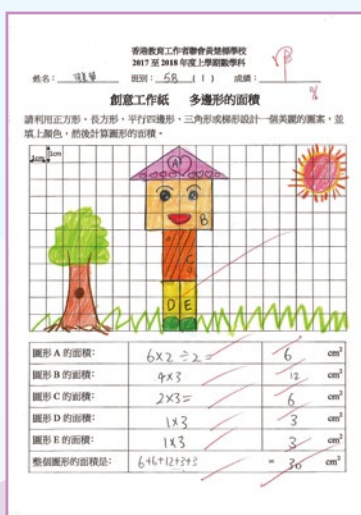 香港教育工作者聯會黃楚標學校
2017 至 2018 年度上學期數學科
姓名: 班別: 5B ( 1 ) 成績:
創意工作紙 多邊形的面積
請利用正方形、長方形、平行四邊形、三角形或梯形設計一個美麗的圖案,並
填上顏色,然後計算圖形的面積。
1cm
1cm
A
B
C
D E
圖形 A 的面積: 6×2÷2= 6 cm²
圖形 B 的面積: 4×3 12 cm²
圖形 C 的面積: 2×3= 6 cm²
圖形 D 的面積: 1×3 3 cm²
圖形 E 的面積: 1×3 3 cm²
整個圖形的面積是: 6+6+12+3+3 = 30 cm²